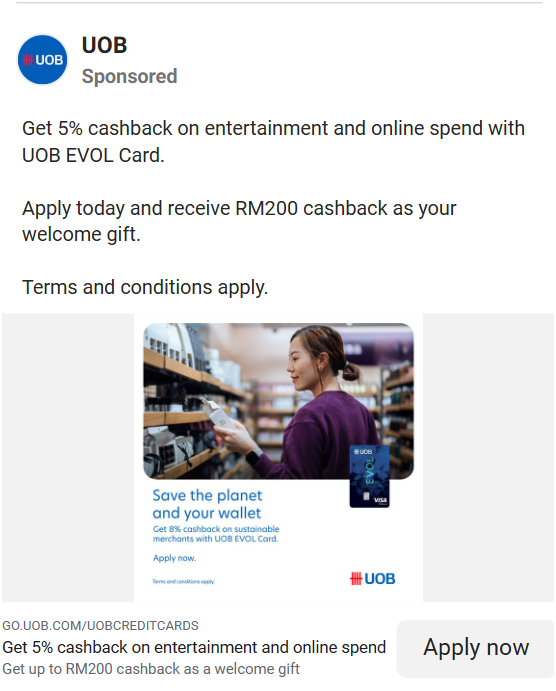 UOB
UOB
Sponsored
Get 5% cashback on entertainment and online spend with
UOB EVOL Card.
Apply today and receive RM200 cashback as your
welcome gift.
Terms and conditions apply.
UOB
EVOL
VISA
Save the planet
and your wallet
Get 8% cashback on sustainable
merchants with UOB EVOL Card.
Apply now.
Terms and conditions apply.
UOB
GO.UOB.COM/UOBCREDITCARDS
Get 5% cashback on entertainment and online spend
Get up to RM200 cashback as a welcome gift
Apply now